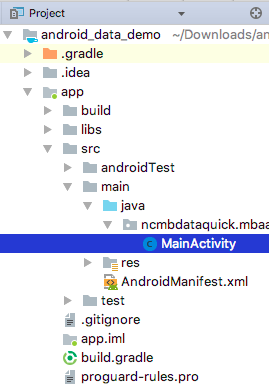 Project
android_data_demo ~/Downloads/an
.gradle
.idea
app
build
libs
src
androidTest
main
java
ncmbdataquick.mbaa
MainActivity
res
AndroidManifest.xml
test
.gitignore
app.iml
build.gradle
proguard-rules.pro